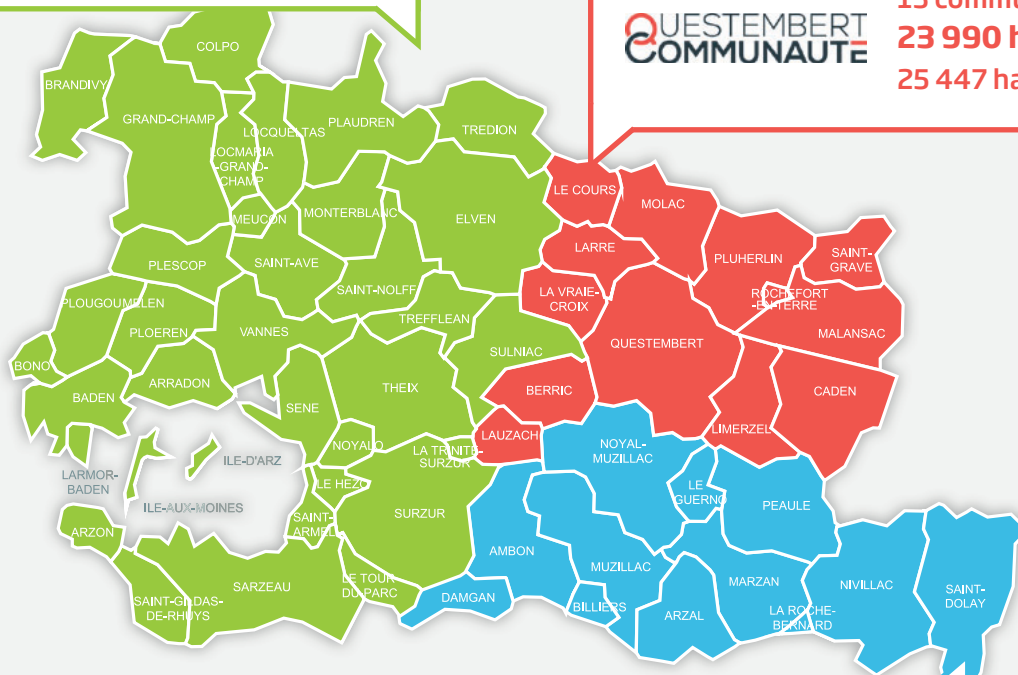 15 commu
QUESTEMBERT
COMMUNAUTÉ
23 990 h
25 447 ha
COLPO
BRANDIVY
GRAND-CHAMP
LOCQUELTAS
PLAUDREN
TREDION
LOCMARIA
-GRAND-
CHAMP
LE COURS
MOLAC
MEUCON
MONTERBLANC
ELVEN
LARRE
PLUHERLIN
SAINT-
GRAVE
PLESCOP
SAINT-AVE
SAINT-NOLFF
LA VRAIE-
CROIX
ROCHEFORT
-EN-TERRE
PLOUGOUMELEN
PLOEREN
VANNES
TREFFLEAN
QUESTEMBERT
MALANSAC
SULNIAC
BONO
ARRADON
THEIX
BERRIC
CADEN
BADEN
SENE
NOYALO
LAUZACH
LIMERZEL
LA TRINITE-
SURZUR
NOYAL-
MUZILLAC
ILE-D'ARZ
LARMOR-
BADEN
LE HEZO
LE
GUERNO
PEAULE
ILE-AUX-MOINES
SURZUR
SAINT-
ARMEL
ARZON
AMBON
MUZILLAC
SARZEAU
LE TOUR-
DU-PARC
MARZAN
NIVILLAC
SAINT-
DOLAY
SAINT-GILDAS-
DE-RHUYS
DAMGAN
BILLIERS
ARZAL
LA ROCHE-
BERNARD